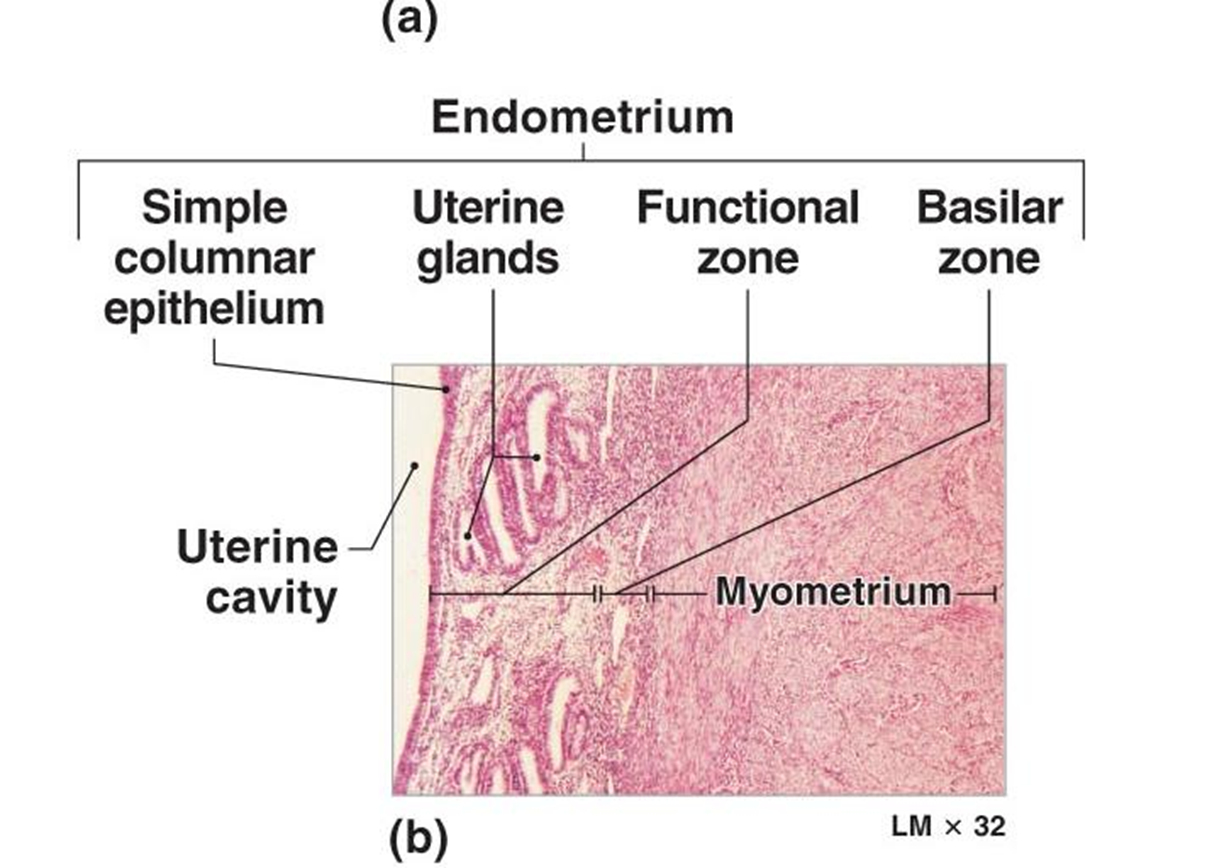 (a)
Endometrium
Simple
columnar
epithelium
Uterine
glands
Functional
zone
Basilar
zone
Uterine
cavity
Myometrium
(b)
LM × 32